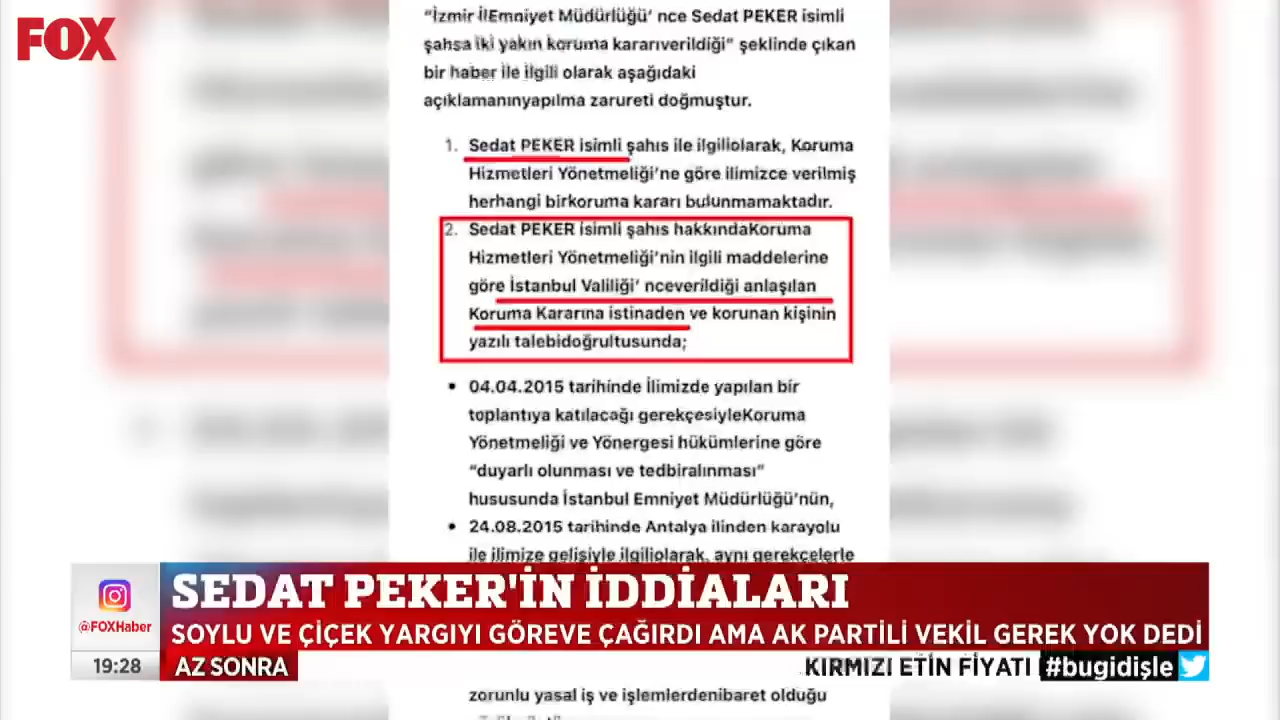 FOX
“İzmir İlEmniyet Müdürlüğü’ nce Sedat PEKER isimli
şahsa iki yakın koruma kararıverildiği” şeklinde çıkan
bir haber ile ilgili olarak aşağıdaki
açıklamanınyapılma zarureti doğmuştur.
1. Sedat PEKER isimli şahıs ile ilgiliolarak, Koruma
Hizmetleri Yönetmeliği’ne göre ilimizce verilmiş
herhangi birkoruma kararı bulunmamaktadır.
2. Sedat PEKER isimli şahıs hakkındaKoruma
Hizmetleri Yönetmeliği’nin ilgili maddelerine
göre İstanbul Valiliği’ nceverildiği anlaşılan
Koruma Kararına istinaden ve korunan kişinin
yazılı talebidoğrultusunda;
• 04.04.2015 tarihinde İlimizde yapılan bir
toplantıya katılacağı gerekçesiyleKoruma
Yönetmeliği ve Yönergesi hükümlerine göre
“duyarlı olunması ve tedbiralınması”
hususunda İstanbul Emniyet Müdürlüğü’nün,
• 24.08.2015 tarihinde Antalya ilinden karayolu
ile ilimize gelişiyle ilgiliolarak, aynı gerekçelerle
@FOXHaber
SEDAT PEKER'İN İDDİALARI
SOYLU VE ÇİÇEK YARGIYI GÖREVE ÇAĞIRDI AMA AK PARTİLİ VEKİL GEREK YOK DEDİ
19:28
AZ SONRA
KIRMIZI ETİN FİYATI
#bugidişle
zorunlu yasal iş ve işlemlerdenibaret olduğu